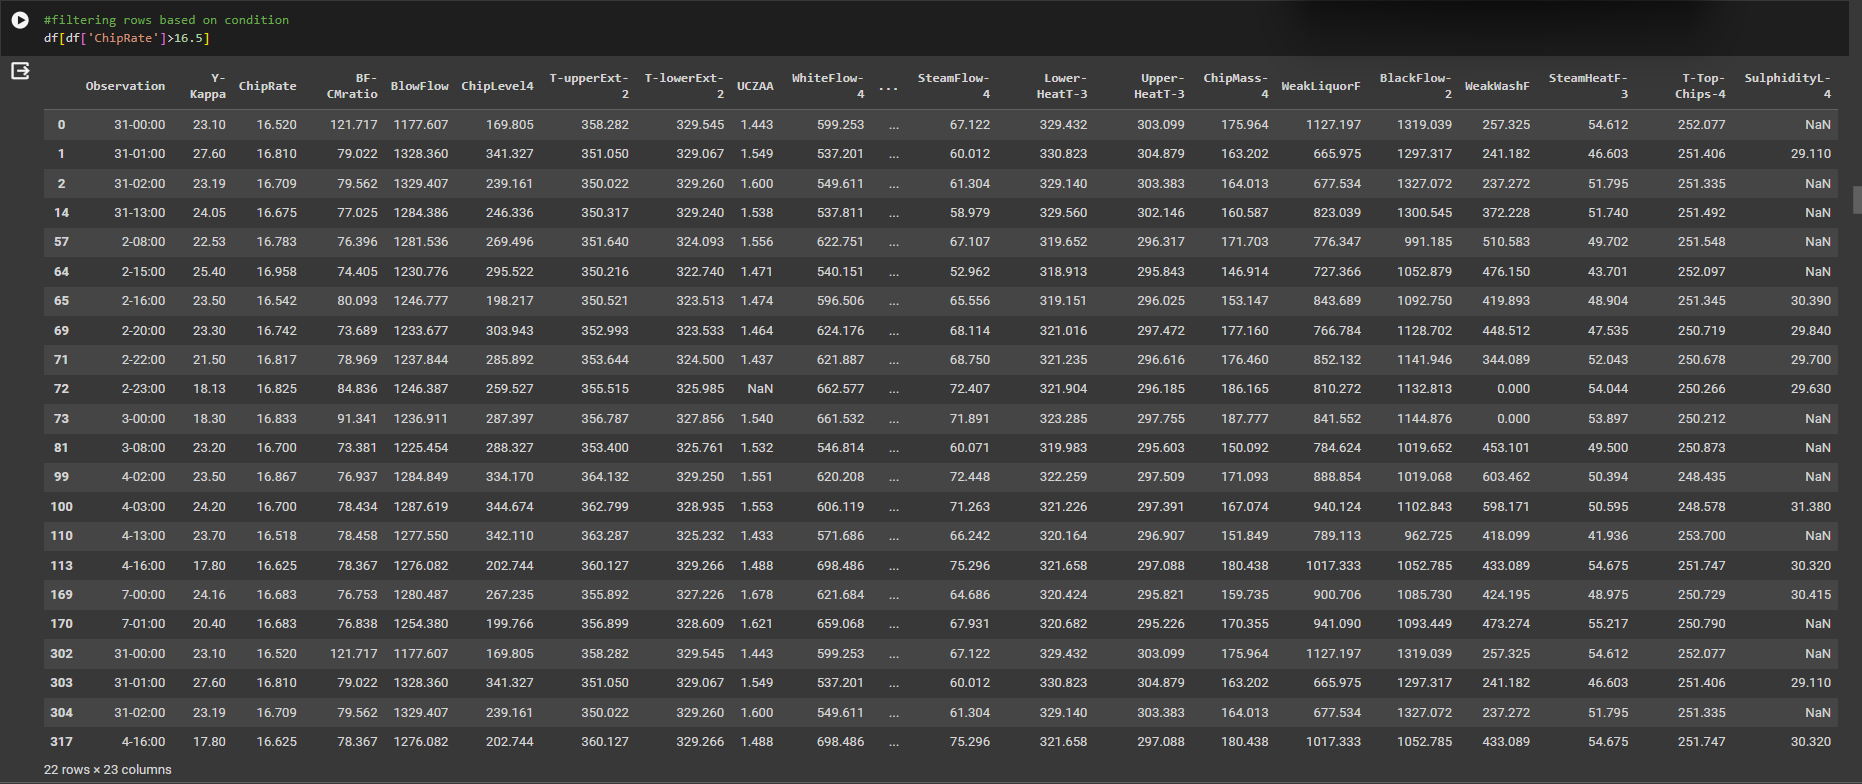 #filtering rows based on condition
df[df['ChipRate']>16.5]
Observation Y-Kappa ChipRate BF-CMratio BlowFlow ChipLevel4 T-upperExt-2 T-lowerExt-2 UCZAA WhiteFlow-4 ... SteamFlow-4 Lower-HeatT-3 Upper-HeatT-3 ChipMass-4 WeakLiquorF BlackFlow-2 WeakWashF SteamHeatF-3 T-Top-Chips-4 SulphidityL-4
0 31-00:00 23.10 16.520 121.717 1177.607 169.805 358.282 329.545 1.443 599.253 ... 67.122 329.432 303.099 175.964 1127.197 1319.039 257.325 54.612 252.077 NaN
1 31-01:00 27.60 16.810 79.022 1328.360 341.327 351.050 329.067 1.549 537.201 ... 60.012 330.823 304.879 163.202 665.975 1297.317 241.182 46.603 251.406 29.110
2 31-02:00 23.19 16.709 79.562 1329.407 239.161 350.022 329.260 1.600 549.611 ... 61.304 329.140 303.383 164.013 677.534 1327.072 237.272 51.795 251.335 NaN
14 31-13:00 24.05 16.675 77.025 1284.386 246.336 350.317 329.240 1.538 537.811 ... 58.979 329.560 302.146 160.587 823.039 1300.545 372.228 51.740 251.492 NaN
57 2-08:00 22.53 16.783 76.396 1281.536 269.496 351.640 324.093 1.556 622.751 ... 67.107 319.652 296.317 171.703 776.347 991.185 510.583 49.702 251.548 NaN
64 2-15:00 25.40 16.958 74.405 1230.776 295.522 350.216 322.740 1.471 540.151 ... 52.962 318.913 295.843 146.914 727.366 1052.879 476.150 43.701 252.097 NaN
65 2-16:00 23.50 16.542 80.093 1246.777 198.217 350.521 323.513 1.474 596.506 ... 65.556 319.151 296.025 153.147 843.689 1092.750 419.893 48.904 251.345 30.390
69 2-20:00 23.30 16.742 73.689 1233.677 303.943 352.993 323.533 1.464 624.176 ... 68.114 321.016 297.472 177.160 766.784 1128.702 448.512 47.535 250.719 29.840
71 2-22:00 21.50 16.817 78.969 1237.844 285.892 353.644 324.500 1.437 621.887 ... 68.750 321.235 296.616 176.460 852.132 1141.946 344.089 52.043 250.678 29.700
72 2-23:00 18.13 16.825 84.836 1246.387 259.527 355.515 325.985 NaN 662.577 ... 72.407 321.904 296.185 186.165 810.272 1132.813 0.000 54.044 250.266 29.630
73 3-00:00 18.30 16.833 91.341 1236.911 287.397 356.787 327.856 1.540 661.532 ... 71.891 323.285 297.755 187.777 841.552 1144.876 0.000 53.897 250.212 NaN
81 3-08:00 23.20 16.700 73.381 1225.454 288.327 353.400 325.761 1.532 546.814 ... 60.071 319.983 295.603 150.092 784.624 1019.652 453.101 49.500 250.873 NaN
99 4-02:00 23.50 16.867 76.937 1284.849 334.170 364.132 329.250 1.551 620.208 ... 72.448 322.259 297.509 171.093 888.854 1019.068 603.462 50.394 248.435 NaN
100 4-03:00 24.20 16.700 78.434 1287.619 344.674 362.799 328.935 1.553 606.119 ... 71.263 321.226 297.391 167.074 940.124 1102.843 598.171 50.595 248.578 31.380
110 4-13:00 23.70 16.518 78.458 1277.550 342.110 363.287 325.232 1.433 571.686 ... 66.242 320.164 296.907 151.849 789.113 962.725 418.099 41.936 253.700 NaN
113 4-16:00 17.80 16.625 78.367 1276.082 202.744 360.127 329.266 1.488 698.486 ... 75.296 321.658 297.088 180.438 1017.333 1052.785 433.089 54.675 251.747 30.320
169 7-00:00 24.16 16.683 76.753 1280.487 267.235 355.892 327.226 1.678 621.684 ... 64.686 320.424 295.821 159.735 900.706 1085.730 424.195 48.975 250.729 30.415
170 7-01:00 20.40 16.683 76.838 1254.380 199.766 356.899 328.609 1.621 659.068 ... 67.931 320.682 295.226 170.355 941.090 1093.449 473.274 55.217 250.790 NaN
302 31-00:00 23.10 16.520 121.717 1177.607 169.805 358.282 329.545 1.443 599.253 ... 67.122 329.432 303.099 175.964 1127.197 1319.039 257.325 54.612 252.077 NaN
303 31-01:00 27.60 16.810 79.022 1328.360 341.327 351.050 329.067 1.549 537.201 ... 60.012 330.823 304.879 163.202 665.975 1297.317 241.182 46.603 251.406 29.110
304 31-02:00 23.19 16.709 79.562 1329.407 239.161 350.022 329.260 1.600 549.611 ... 61.304 329.140 303.383 164.013 677.534 1327.072 237.272 51.795 251.335 NaN
317 4-16:00 17.80 16.625 78.367 1276.082 202.744 360.127 329.266 1.488 698.486 ... 75.296 321.658 297.088 180.438 1017.333 1052.785 433.089 54.675 251.747 30.320
22 rows × 23 columns